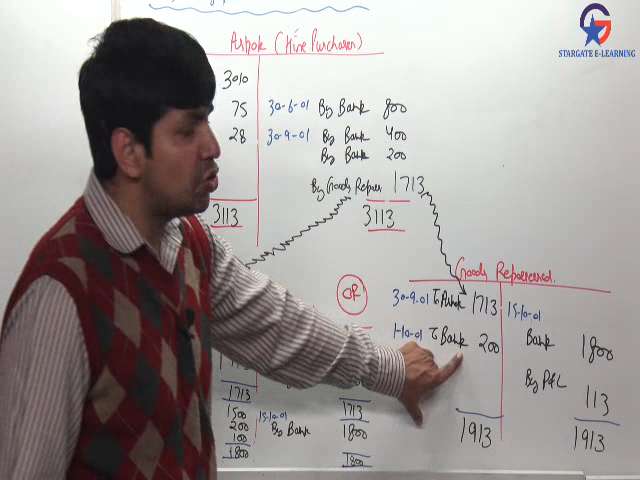 STARGATE E-LEARNING
Ashok (Hire Purchaser)
3010
75 30-6-01 By Bank 800
28 30-9-01 By Bank 400
By Bank 200
By Goods Reposs 1713
3113 3113
OR
Goods Repossessed
30-9-01 To Ashok 1713 15-10-01
Bank 1800
1-10-01 To Bank 200
By P&L 113
1913 1913
1713 1713
1500 15-10-01 By Bank 1800
200
100
1800 1800